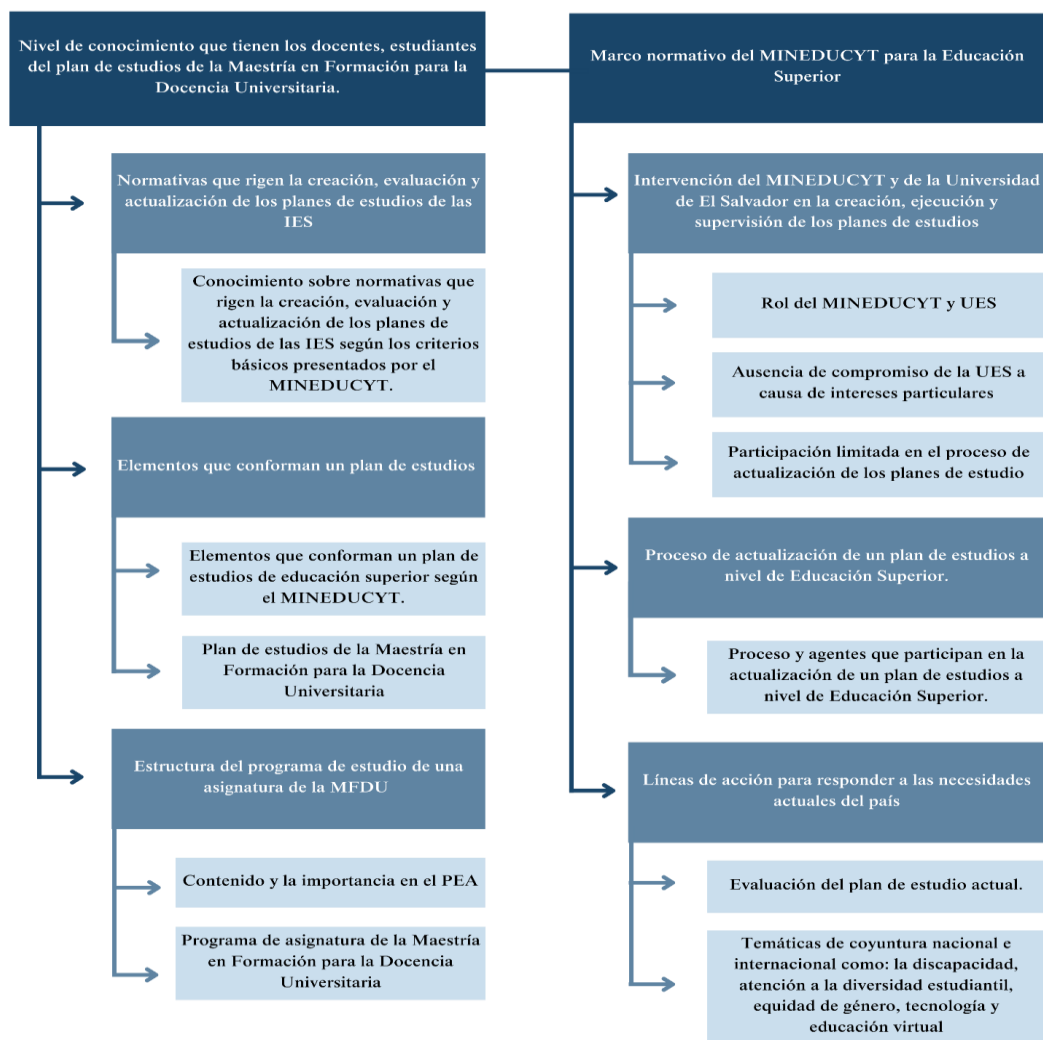 Nivel de conocimiento que tienen los docentes, estudiantes
del plan de estudios de la Maestría en Formación para la
Docencia Universitaria.
Normativas que rigen la creación, evaluación y
actualización de los planes de estudios de las
IES
Conocimiento sobre normativas que
rigen la creación, evaluación y
actualización de los planes de
estudios de las IES según los criterios
básicos presentados por el
MINEDUCYT.
Elementos que conforman un plan de estudios
Elementos que conforman un plan de
estudios de educación superior según
el MINEDUCYT.
Plan de estudios de la Maestría en
Formación para la Docencia
Universitaria
Estructura del programa de estudio de una
asignatura de la MFDU
Contenido y la importancia en el PEA
Programa de asignatura de la Maestría
en Formación para la Docencia
Universitaria
Marco normativo del MINEDUCYT para la Educación
Superior
Intervención del MINEDUCYT y de la Universidad
de El Salvador en la creación, ejecución y
supervisión de los planes de estudios
Rol del MINEDUCYT y UES
Ausencia de compromiso de la UES a
causa de intereses particulares
Participación limitada en el proceso de
actualización de los planes de estudio
Proceso de actualización de un plan de estudios a
nivel de Educación Superior.
Proceso y agentes que participan en la
actualización de un plan de estudios a
nivel de Educación Superior.
Líneas de acción para responder a las necesidades
actuales del país
Evaluación del plan de estudio actual.
Temáticas de coyuntura nacional e
internacional como: la discapacidad,
atención a la diversidad estudiantil,
equidad de género, tecnología y
educación virtual